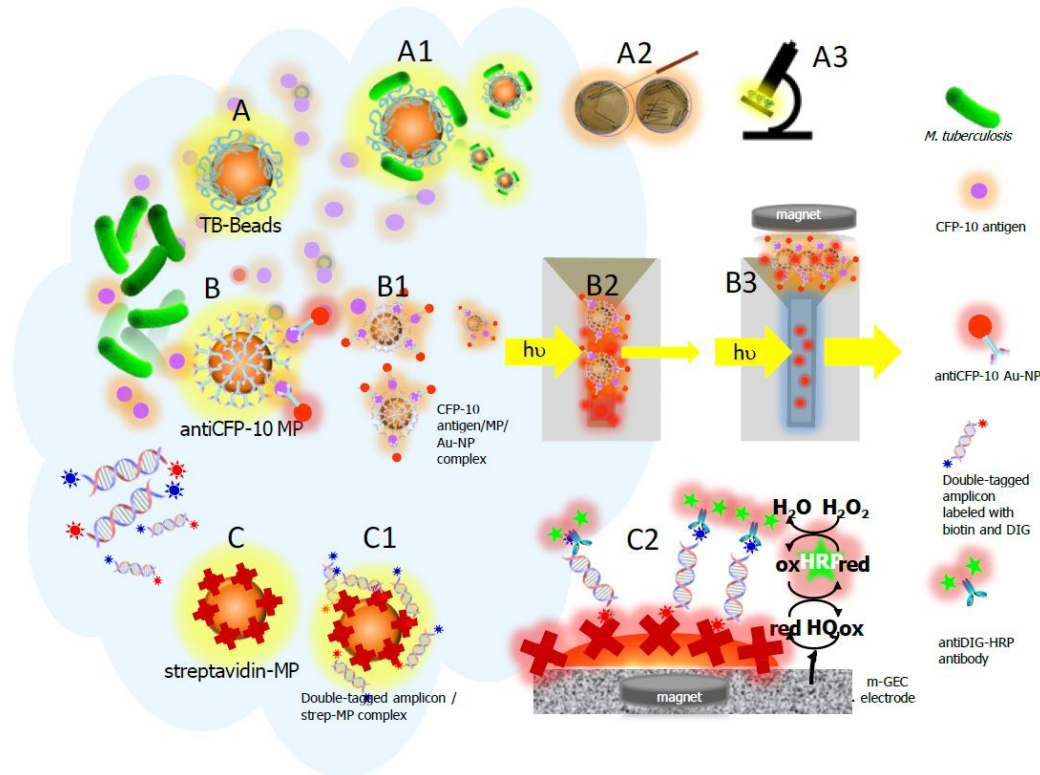 A
TB-Beads
A1
A2
A3
M. tuberculosis
CFP-10 antigen
B
antiCFP-10 MP
B1
CFP-10
antigen/MP/
Au-NP
complex
hυ
B2
hυ
B3
magnet
antiCFP-10 Au-NP
Double-tagged
amplicon
labeled with
biotin and DIG
C
streptavidin-MP
C1
Double-tagged amplicon /
strep-MP complex
C2
H₂O H₂O₂
ox HRP red
red HQ ox
magnet
m-GEC
electrode
antiDIG-HRP
antibody